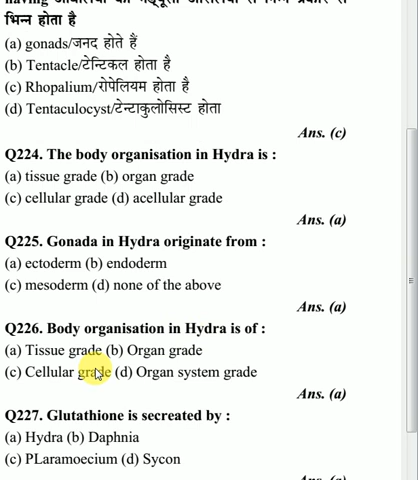 भिन्न होता है
(a) gonads/जनद होते हैं
(b) Tentacle/टेन्टिकल होता है
(c) Rhopalium/रोपेलियम होता है
(d) Tentaculocyst/टेन्टाकुलोसिस्ट होता
Ans. (c)
Q224. The body organisation in Hydra is :
(a) tissue grade (b) organ grade
(c) cellular grade (d) acellular grade
Ans. (a)
Q225. Gonada in Hydra originate from :
(a) ectoderm (b) endoderm
(c) mesoderm (d) none of the above
Ans. (a)
Q226. Body organisation in Hydra is of :
(a) Tissue grade (b) Organ grade
(c) Cellular grade (d) Organ system grade
Ans. (a)
Q227. Glutathione is secreated by :
(a) Hydra (b) Daphnia
(c) PLaramoecium (d) Sycon